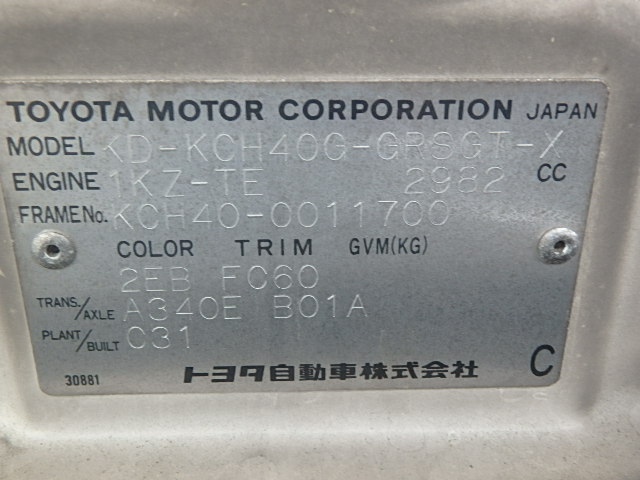 TOYOTA MOTOR CORPORATION JAPAN
MODEL KD-KCH40G-GRSGT-X
ENGINE 1KZ-TE 2982 CC
FRAME No. KCH40-0011700
COLOR TRIM GVM(KG)
2EB FC60
TRANS./AXLE A340E B01A
PLANT/BUILT C31
30881 トヨタ自動車株式会社 C